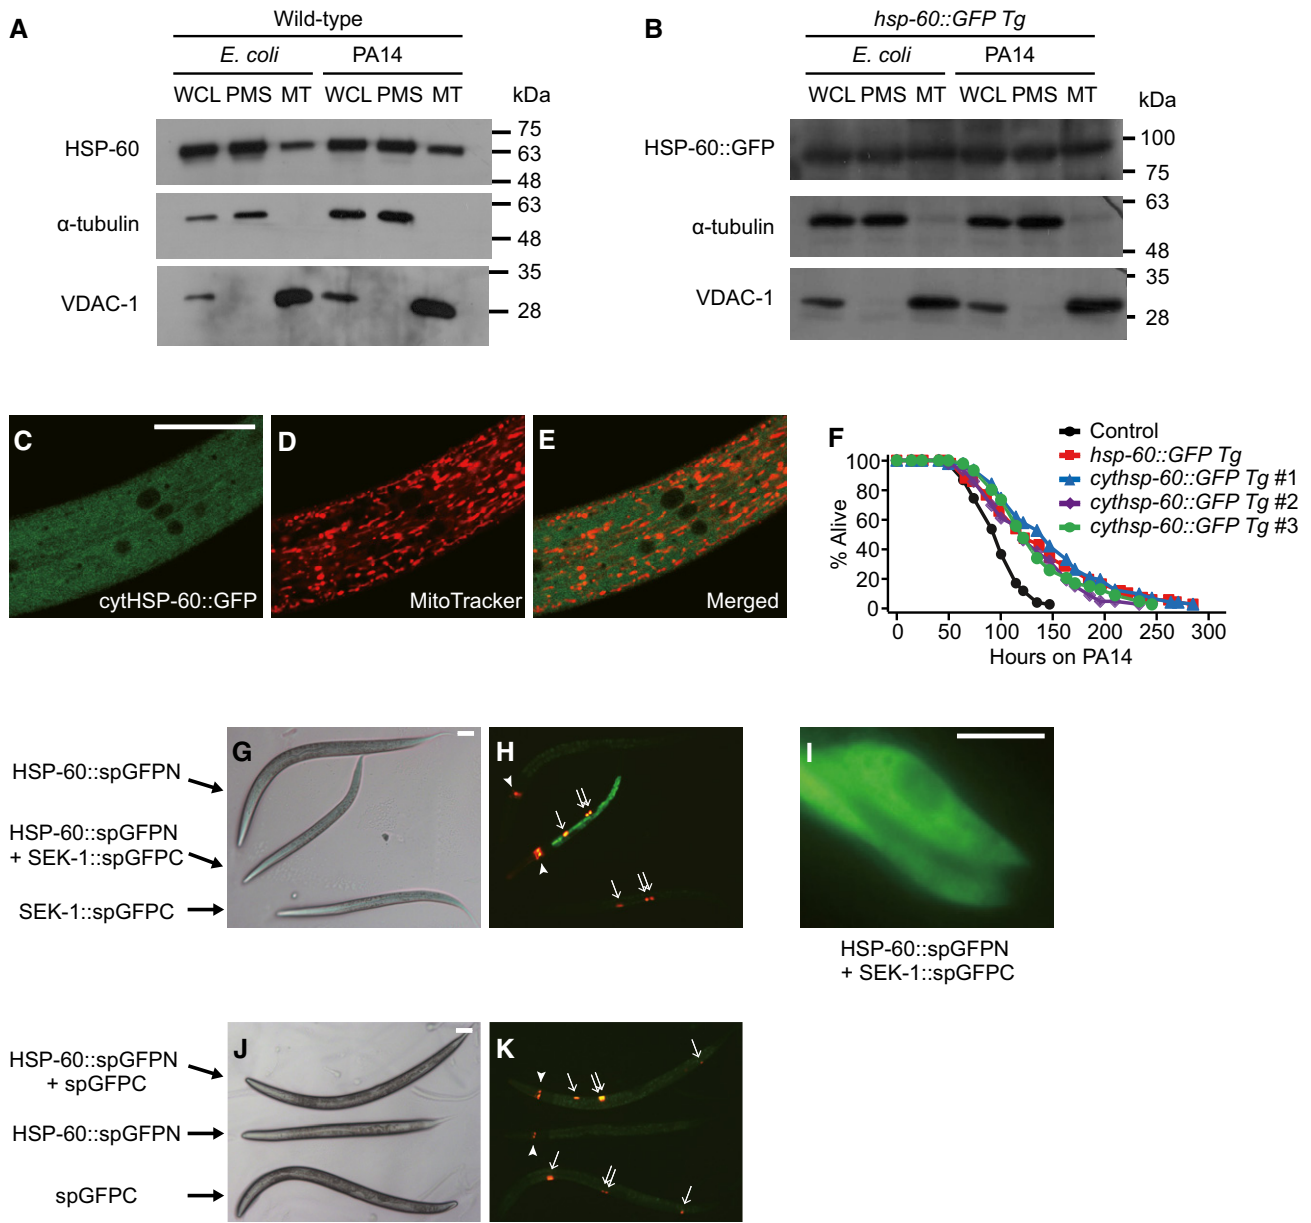 A
Wild-type
E. coli
PA14
WCL PMS MT WCL PMS MT
kDa
HSP-60
75
63
48
α-tubulin
63
48
VDAC-1
35
28
B
hsp-60::GFP Tg
E. coli
PA14
WCL PMS MT WCL PMS MT
kDa
HSP-60::GFP
100
75
α-tubulin
63
48
VDAC-1
35
28
C
cytHSP-60::GFP
D
MitoTracker
E
Merged
F
Control
hsp-60::GFP Tg
cythsp-60::GFP Tg #1
cythsp-60::GFP Tg #2
cythsp-60::GFP Tg #3
% Alive
100
80
60
40
20
0
0 50 100 150 200 250 300
Hours on PA14
G
HSP-60::spGFPN
HSP-60::spGFPN
+ SEK-1::spGFPC
SEK-1::spGFPC
H
I
HSP-60::spGFPN
+ SEK-1::spGFPC
J
HSP-60::spGFPN
+ spGFPC
HSP-60::spGFPN
spGFPC
K